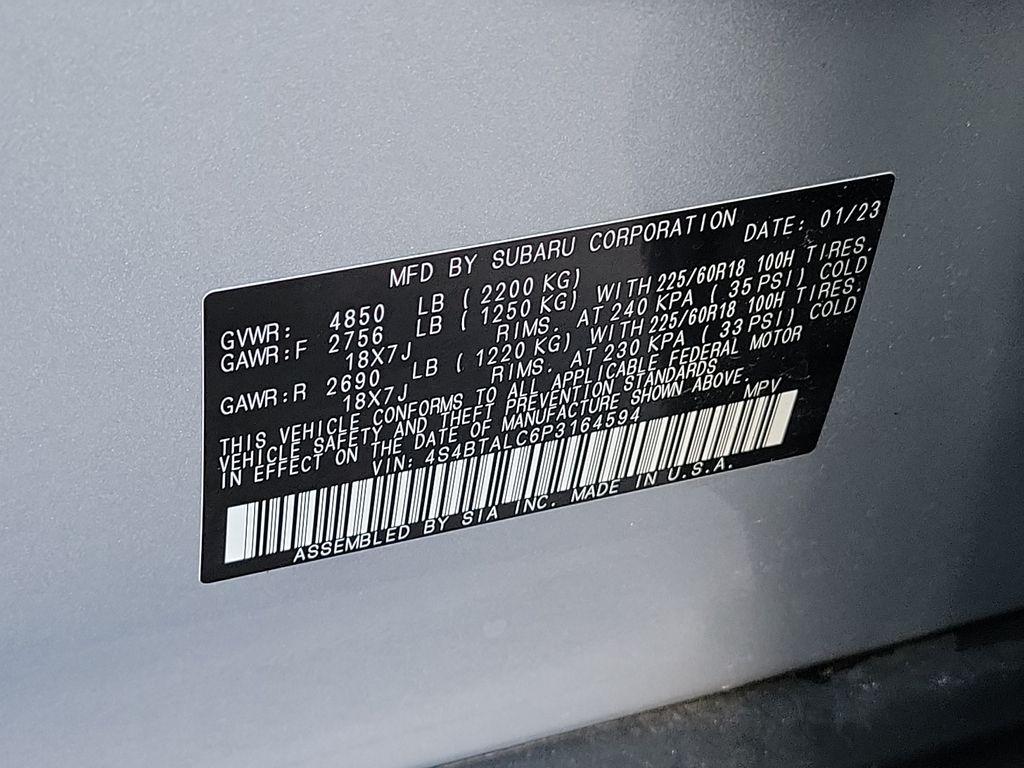 MFD BY SUBARU CORPORATION DATE: 01/23
GVWR: 4850 LB ( 2200 KG)
GAWR:F 2756 LB ( 1250 KG) WITH 225/60R18 100H TIRES.
18X7J RIMS. AT 240 KPA ( 35 PSI) COLD
GAWR:R 2690 LB ( 1220 KG) WITH 225/60R18 100H TIRES.
18X7J RIMS. AT 230 KPA ( 33 PSI) COLD
THIS VEHICLE CONFORMS TO ALL APPLICABLE FEDERAL MOTOR
VEHICLE SAFETY AND THEFT PREVENTION STANDARDS
IN EFFECT ON THE DATE OF MANUFACTURE SHOWN ABOVE.
VIN: 4S4BTALC6P3164594 MPV
ASSEMBLED BY SIA INC. MADE IN U.S.A.